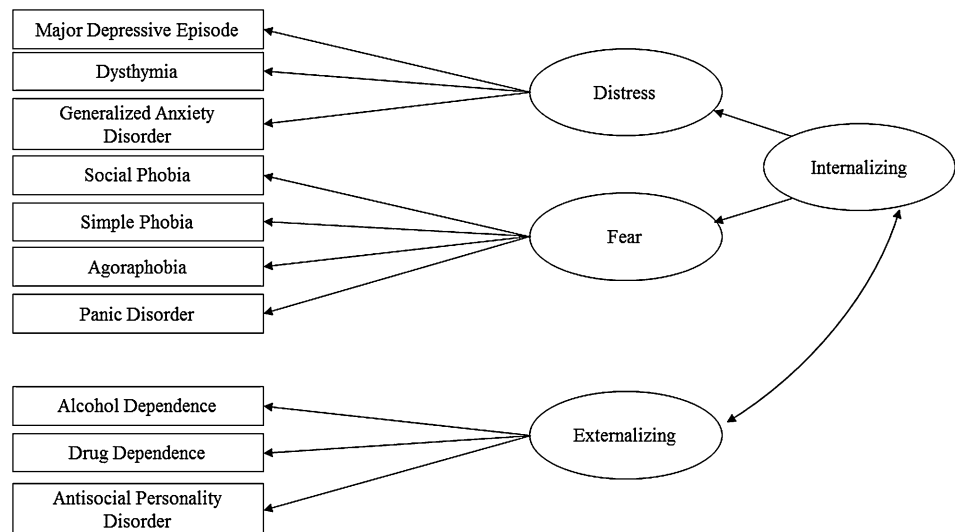 Major Depressive Episode
Dysthymia
Generalized Anxiety
Disorder
Social Phobia
Simple Phobia
Agoraphobia
Panic Disorder
Alcohol Dependence
Drug Dependence
Antisocial Personality
Disorder
Distress
Fear
Externalizing
Internalizing